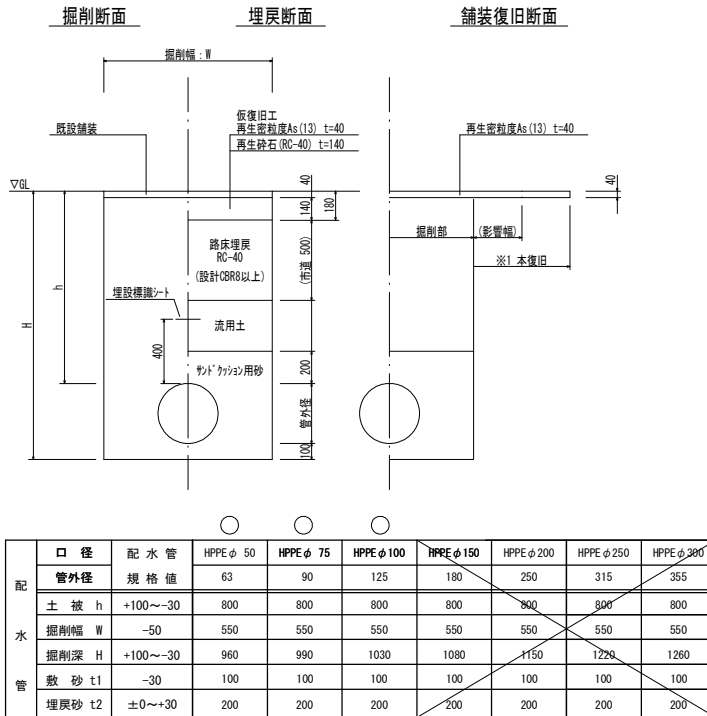 掘削断面 埋戻断面 舗装復旧断面
掘削幅:W
仮復旧工
既設舗装 再生密粒度As(13) t=40 再生密粒度As(13) t=40
再生砕石(RC-40) t=140
▽GL
40
140
180
40
掘削部 (影響幅)
※1 本復旧
路床埋戻
RC-40
(設計CBR8以上)
(市道 500)
埋設標識シート
流用土
H
h
400
サンドクッション用砂
200
管外径
100
配水管
口 径 配 水 管 HPPEφ 50 HPPEφ 75 HPPEφ100 HPPEφ150 HPPEφ200 HPPEφ250 HPPEφ300
管外径 規 格 値 63 90 125 180 250 315 355
土 被 h +100~-30 800 800 800 800 800 800 800
掘削幅 W -50 550 550 550 550 550 550 550
掘削深 H +100~-30 960 990 1030 1080 1150 1220 1260
敷 砂 t1 -30 100 100 100 100 100 100 100
埋戻砂 t2 ±0~+30 200 200 200 200 200 200 200